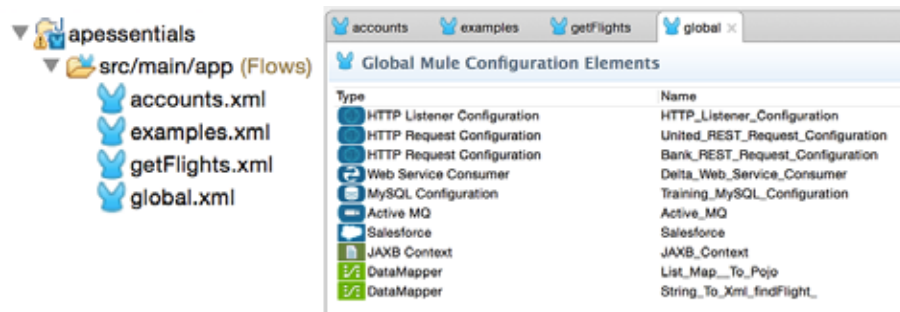 apessentials
src/main/app (Flows)
accounts.xml
examples.xml
getFlights.xml
global.xml
accounts examples getFlights global
Global Mule Configuration Elements
Type Name
HTTP Listener Configuration HTTP_Listener_Configuration
HTTP Request Configuration United_REST_Request_Configuration
HTTP Request Configuration Bank_REST_Request_Configuration
Web Service Consumer Delta_Web_Service_Consumer
MySQL Configuration Training_MySQL_Configuration
Active MQ Active_MQ
Salesforce Salesforce
JAXB Context JAXB_Context
DataMapper List_Map__To_Pojo
DataMapper String_To_Xml_findFlight_